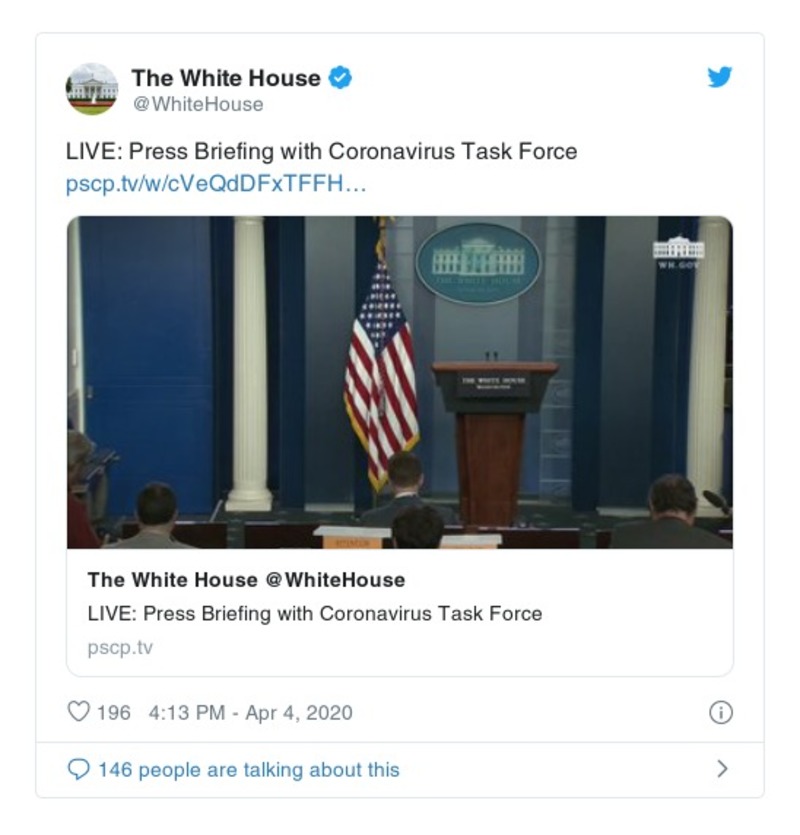 The White House
@WhiteHouse
LIVE: Press Briefing with Coronavirus Task Force
pscp.tv/w/cVeQdDFxTFFH…
THE WHITE HOUSE
WH.GOV
THE WHITE HOUSE
WASHINGTON
The White House @WhiteHouse
LIVE: Press Briefing with Coronavirus Task Force
pscp.tv
196 4:13 PM - Apr 4, 2020
146 people are talking about this